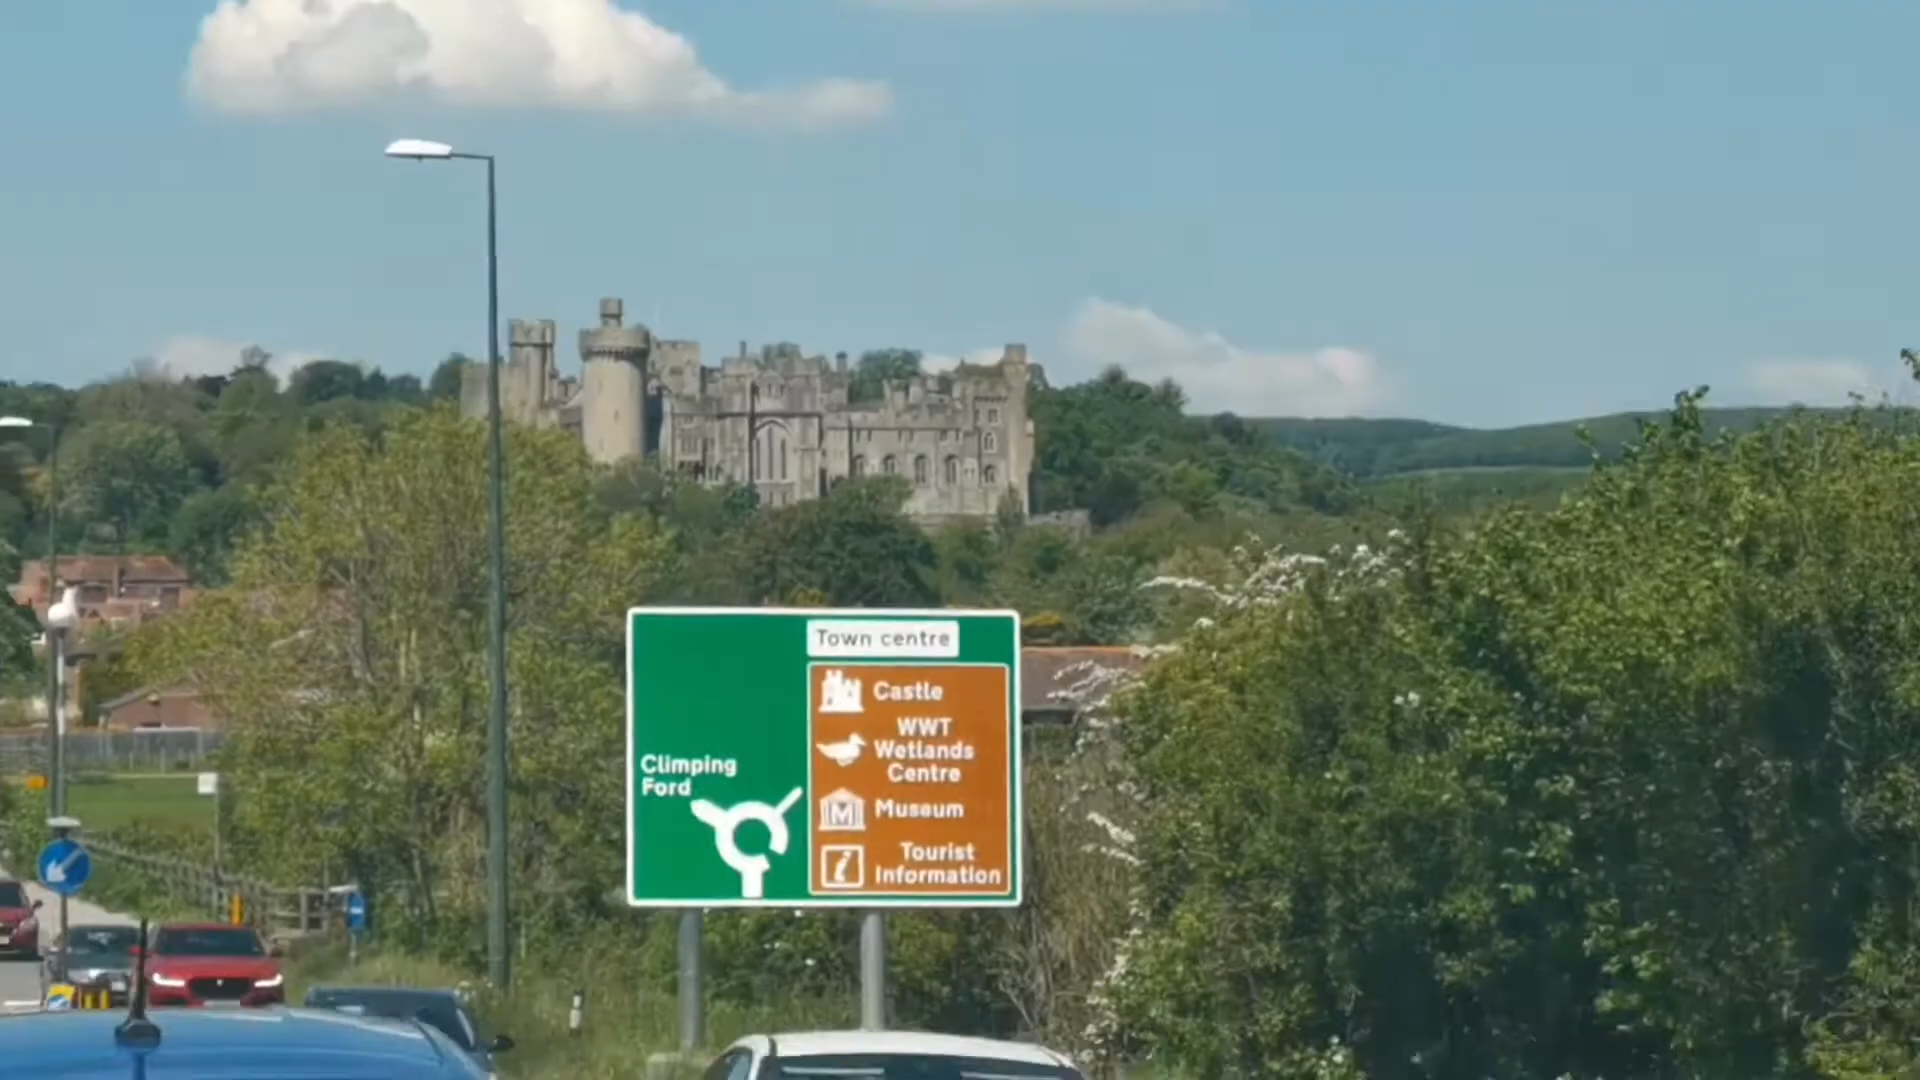 Town centre
Castle
WWT
Wetlands
Centre
Climping
Ford
M
Museum
i
Tourist
Information